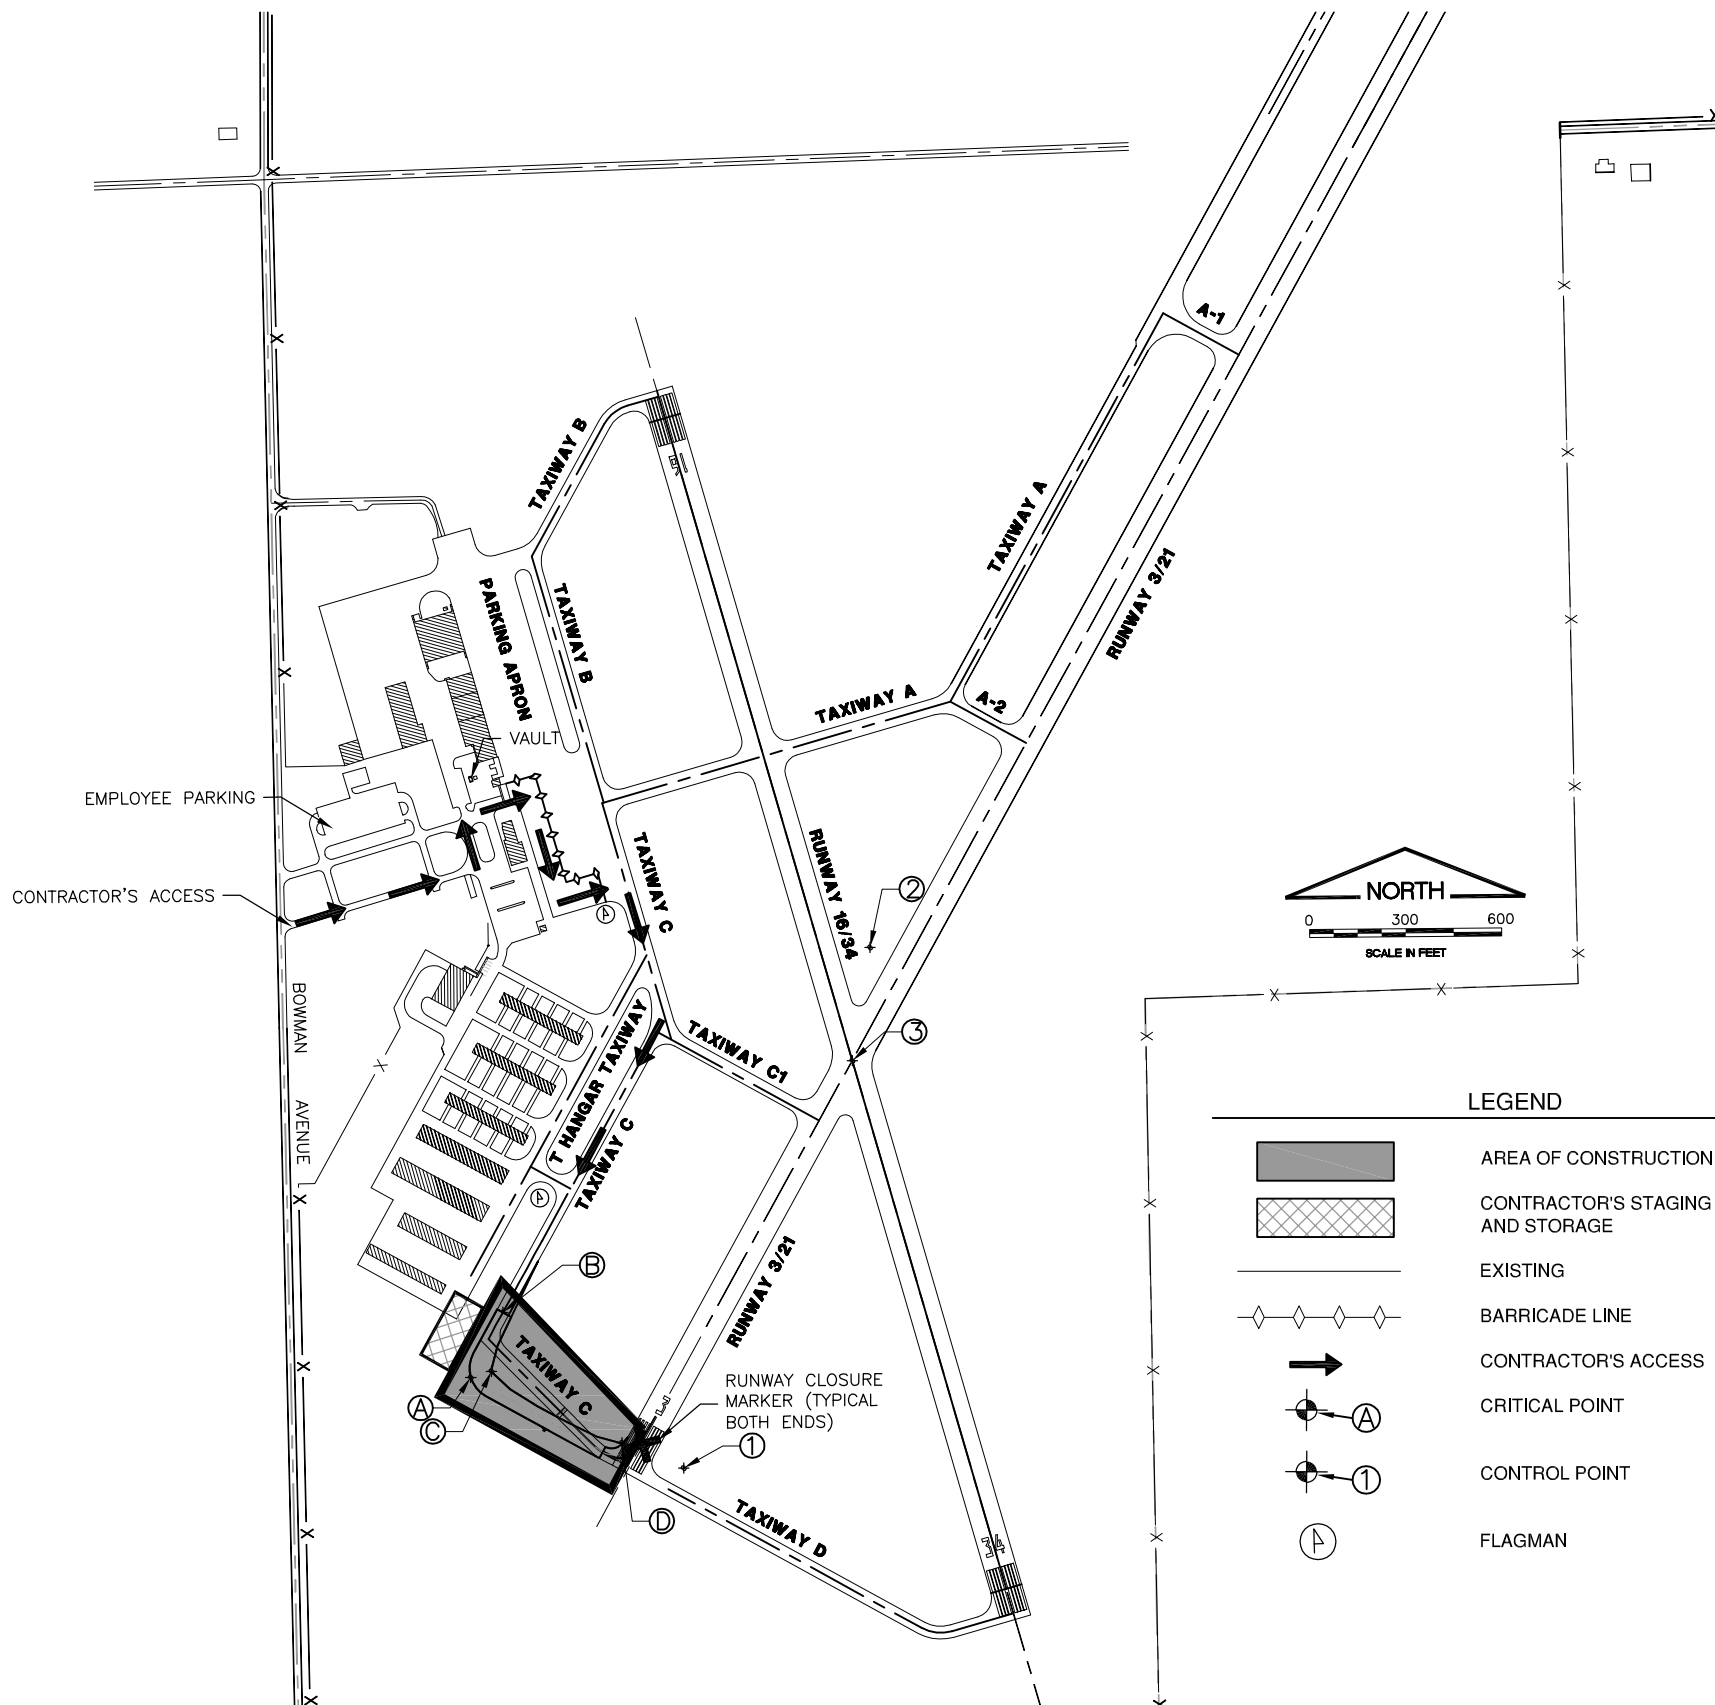 A-1
TAXIWAY B
16
TAXIWAY A
RUNWAY 3/21
PARKING APRON
TAXIWAY B
TAXIWAY A
A-2
VAULT
EMPLOYEE PARKING
CONTRACTOR'S ACCESS
TAXIWAY C
RUNWAY 16/34
2
NORTH
0 300 600
SCALE IN FEET
BOWMAN AVENUE
T HANGAR TAXIWAY
TAXIWAY C1
3
TAXIWAY C
RUNWAY 3/21
B
TAXIWAY C
A
C
3
RUNWAY CLOSURE
MARKER (TYPICAL
BOTH ENDS)
1
D
TAXIWAY D
34
LEGEND
AREA OF CONSTRUCTION
CONTRACTOR'S STAGING
AND STORAGE
EXISTING
BARRICADE LINE
CONTRACTOR'S ACCESS
A
CRITICAL POINT
1
CONTROL POINT
FLAGMAN